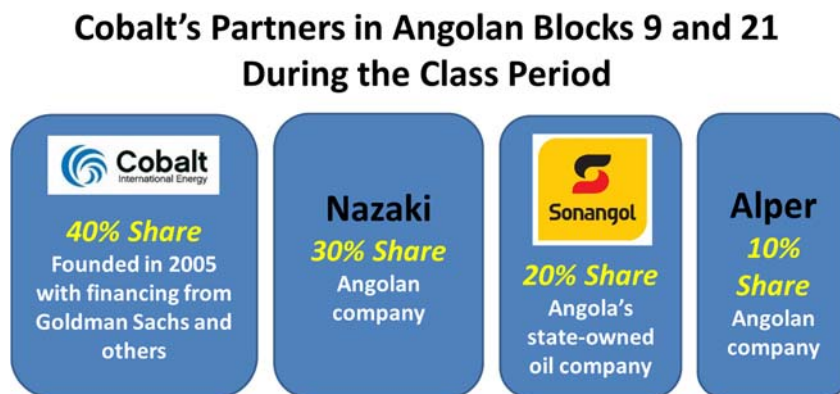 Cobalt's Partners in Angolan Blocks 9 and 21
During the Class Period
Cobalt
International Energy
40% Share
Founded in 2005
with financing from
Goldman Sachs and
others
Nazaki
30% Share
Angolan
company
Sonangol
20% Share
Angola's
state-owned
oil company
Alper
10%
Share
Angolan
company